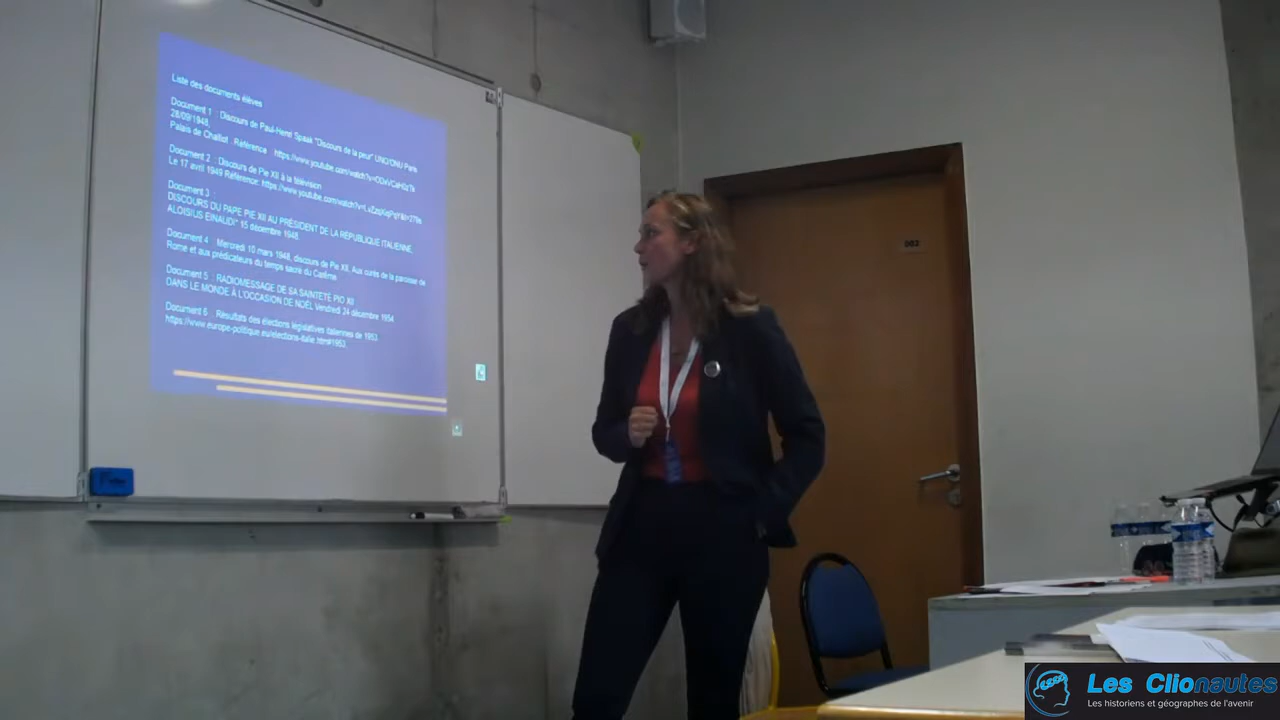 Liste des documents élèves
Document 1 : Discours de Paul-Henri Spaak "Discours de la peur" UNO/ONU Paris
28/09/1948,
Palais de Chaillot . Référence : https://www.youtube.com/watch?v=
Document 2 : Discours de Pie XII à la télévision
Le 17 avril 1949 Référence: https://www.youtube.com/watch?v=
Document 3 :
DISCOURS DU PAPE PIE XII AU PRÉSIDENT DE LA RÉPUBLIQUE ITALIENNE,
ALOISIUS EINAUDI* 15 décembre 1948
Document 4 : Mercredi 10 mars 1948, discours de Pie XII, Aux curés de la paroisse de
Rome et aux prédicateurs du temps sacré du Carême
Document 5 : RADIOMESSAGE DE SA SAINTETÉ PIO XII
DANS LE MONDE À L'OCCASION DE NOËL Vendredi 24 décembre 1954
Document 6 : Résultats des élections législatives italiennes de 1953
https://www.europe-politique.eu/elections-italie.htm#1953.
Les Clionautes
Les historiens et géographes de l'avenir